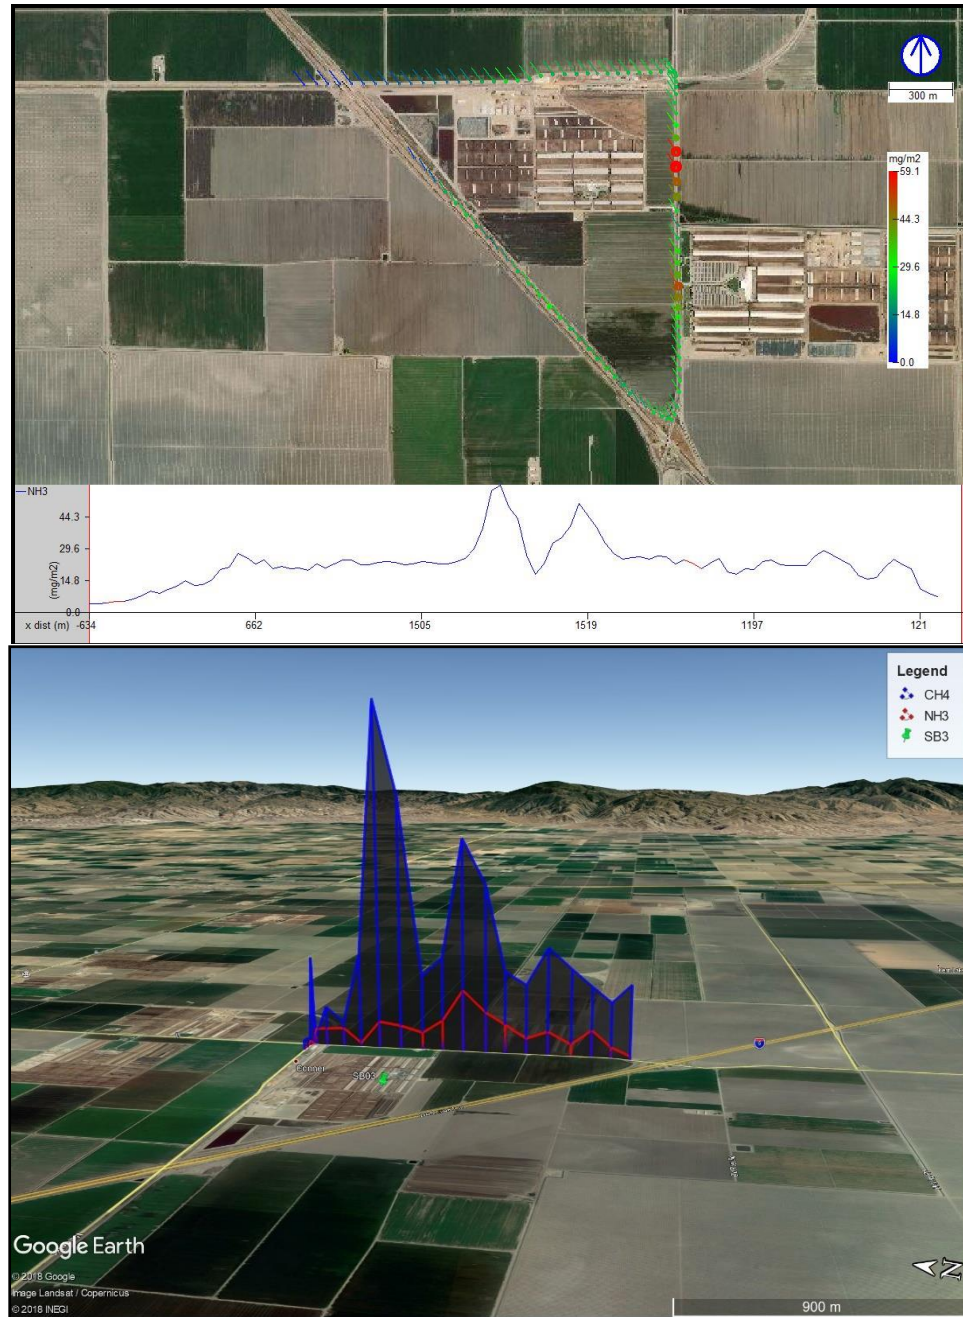 300 m
mg/m2
59.1
44.3
29.6
14.8
0.0
NH3
44.3
29.6
14.8
0.0
(mg/m2)
x dist (m) -634 662 1505 1519 1197 121
Legend
CH4
NH3
SB3
Conner
SB03
Google Earth
© 2018 Google
Image Landsat / Copernicus
© 2018 INEGI
N
900 m